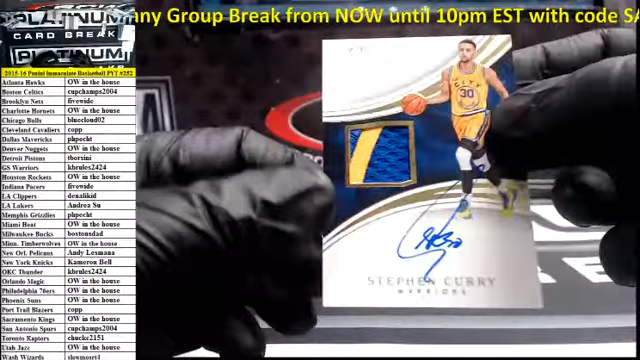 nny Group Break from NOW until 10pm EST with code SA
PLATINUM
CARD BREAK
PLATINUM
2015-16 Panini Immaculate Basketball PYT #252
Atlanta Hawks OW in the house
Boston Celtics cupchamps2004
Brooklyn Nets fivewide
Charlotte Hornets OW in the house
Chicago Bulls bluecloud02
Cleveland Cavaliers copp
Dallas Mavericks phpecht
Denver Nuggets OW in the house
Detroit Pistons tborsini
GS Warriors kbrules2424
Houston Rockets OW in the house
Indiana Pacers fivewide
LA Clippers denalikid
LA Lakers Andrea Su
Memphis Grizzlies phpecht
Miami Heat OW in the house
Milwaukee Bucks bostonsdad
Minn. Timberwolves OW in the house
New Orl. Pelicans Andy Lesmana
New York Knicks Kameron Bell
OKC Thunder kbrules2424
Orlando Magic OW in the house
Philadelphia 76ers OW in the house
Phoenix Suns OW in the house
Port Trail Blazers copp
Sacramento Kings OW in the house
San Antonio Spurs cupchamps2004
Toronto Raptors chuckc2151
Utah Jazz OW in the house
Wash Wizards slowmosrt4
30
STEPHEN CURRY
WARRIORS